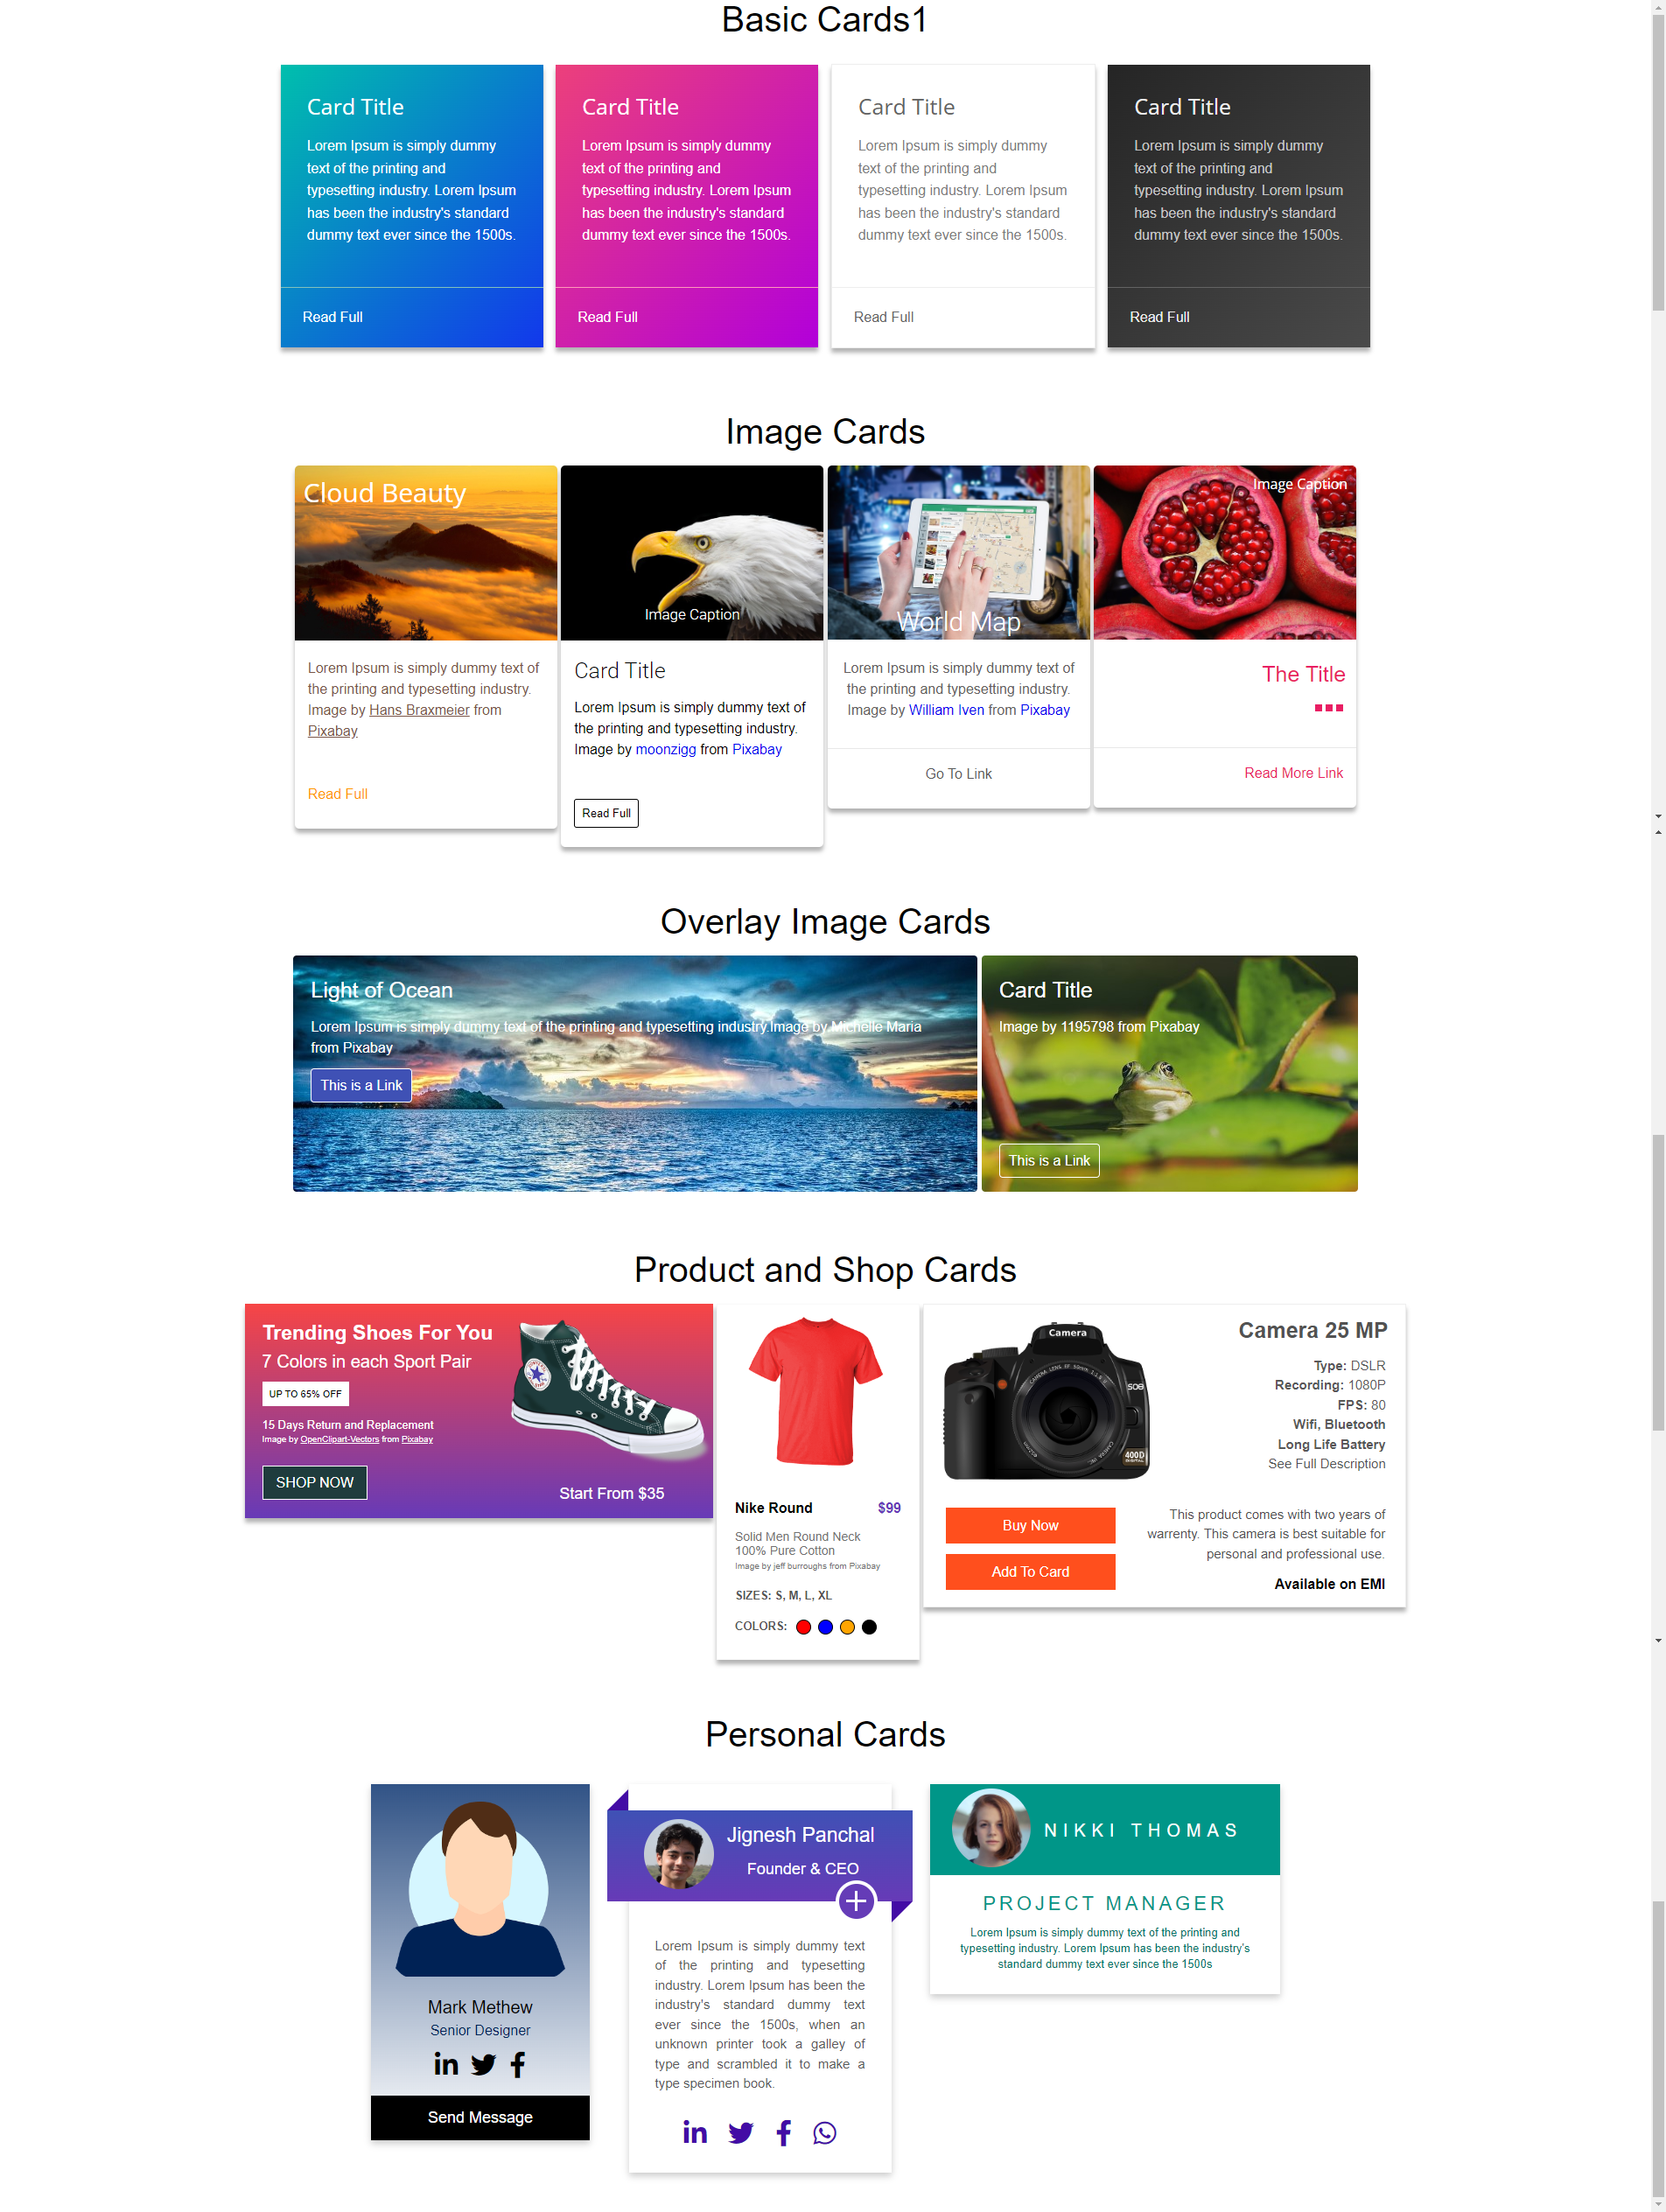 Basic Cards1
Card Title
Lorem Ipsum is simply dummy
text of the printing and
typesetting industry. Lorem Ipsum
has been the industry's standard
dummy text ever since the 1500s.
Read Full
Card Title
Lorem Ipsum is simply dummy
text of the printing and
typesetting industry. Lorem Ipsum
has been the industry's standard
dummy text ever since the 1500s.
Read Full
Card Title
Lorem Ipsum is simply dummy
text of the printing and
typesetting industry. Lorem Ipsum
has been the industry's standard
dummy text ever since the 1500s.
Read Full
Card Title
Lorem Ipsum is simply dummy
text of the printing and
typesetting industry. Lorem Ipsum
has been the industry's standard
dummy text ever since the 1500s.
Read Full
Image Cards
Cloud Beauty
Lorem Ipsum is simply dummy text of
the printing and typesetting industry.
Image by Hans Braxmeier from
Pixabay
Read Full
Image Caption
Card Title
Lorem Ipsum is simply dummy text of
the printing and typesetting industry.
Image by moonzigg from Pixabay
Read Full
World Map
Lorem Ipsum is simply dummy text of
the printing and typesetting industry.
Image by William Iven from Pixabay
Go To Link
Image Caption
The Title
Read More Link
Overlay Image Cards
Light of Ocean
Lorem Ipsum is simply dummy text of the printing and typesetting industry.Image by Michelle Maria
from Pixabay
This is a Link
Card Title
Image by 1195798 from Pixabay
This is a Link
Product and Shop Cards
Trending Shoes For You
7 Colors in each Sport Pair
UP TO 65% OFF
15 Days Return and Replacement
Image by OpenClipart-Vectors from Pixabay
SHOP NOW
Start From $35
Nike Round $99
Solid Men Round Neck
100% Pure Cotton
Image by jeff burroughs from Pixabay
SIZES: S, M, L, XL
COLORS:
Camera
400D
DIGITAL
Camera 25 MP
Type: DSLR
Recording: 1080P
FPS: 80
Wifi, Bluetooth
Long Life Battery
See Full Description
Buy Now
Add To Card
This product comes with two years of
warrenty. This camera is best suitable for
personal and professional use.
Available on EMI
Personal Cards
Mark Methew
Senior Designer
Send Message
Jignesh Panchal
Founder & CEO
Lorem Ipsum is simply dummy text
of the printing and typesetting
industry. Lorem Ipsum has been the
industry's standard dummy text
ever since the 1500s, when an
unknown printer took a galley of
type and scrambled it to make a
type specimen book.
NIKKI THOMAS
PROJECT MANAGER
Lorem Ipsum is simply dummy text of the printing and
typesetting industry. Lorem Ipsum has been the industry's
standard dummy text ever since the 1500s